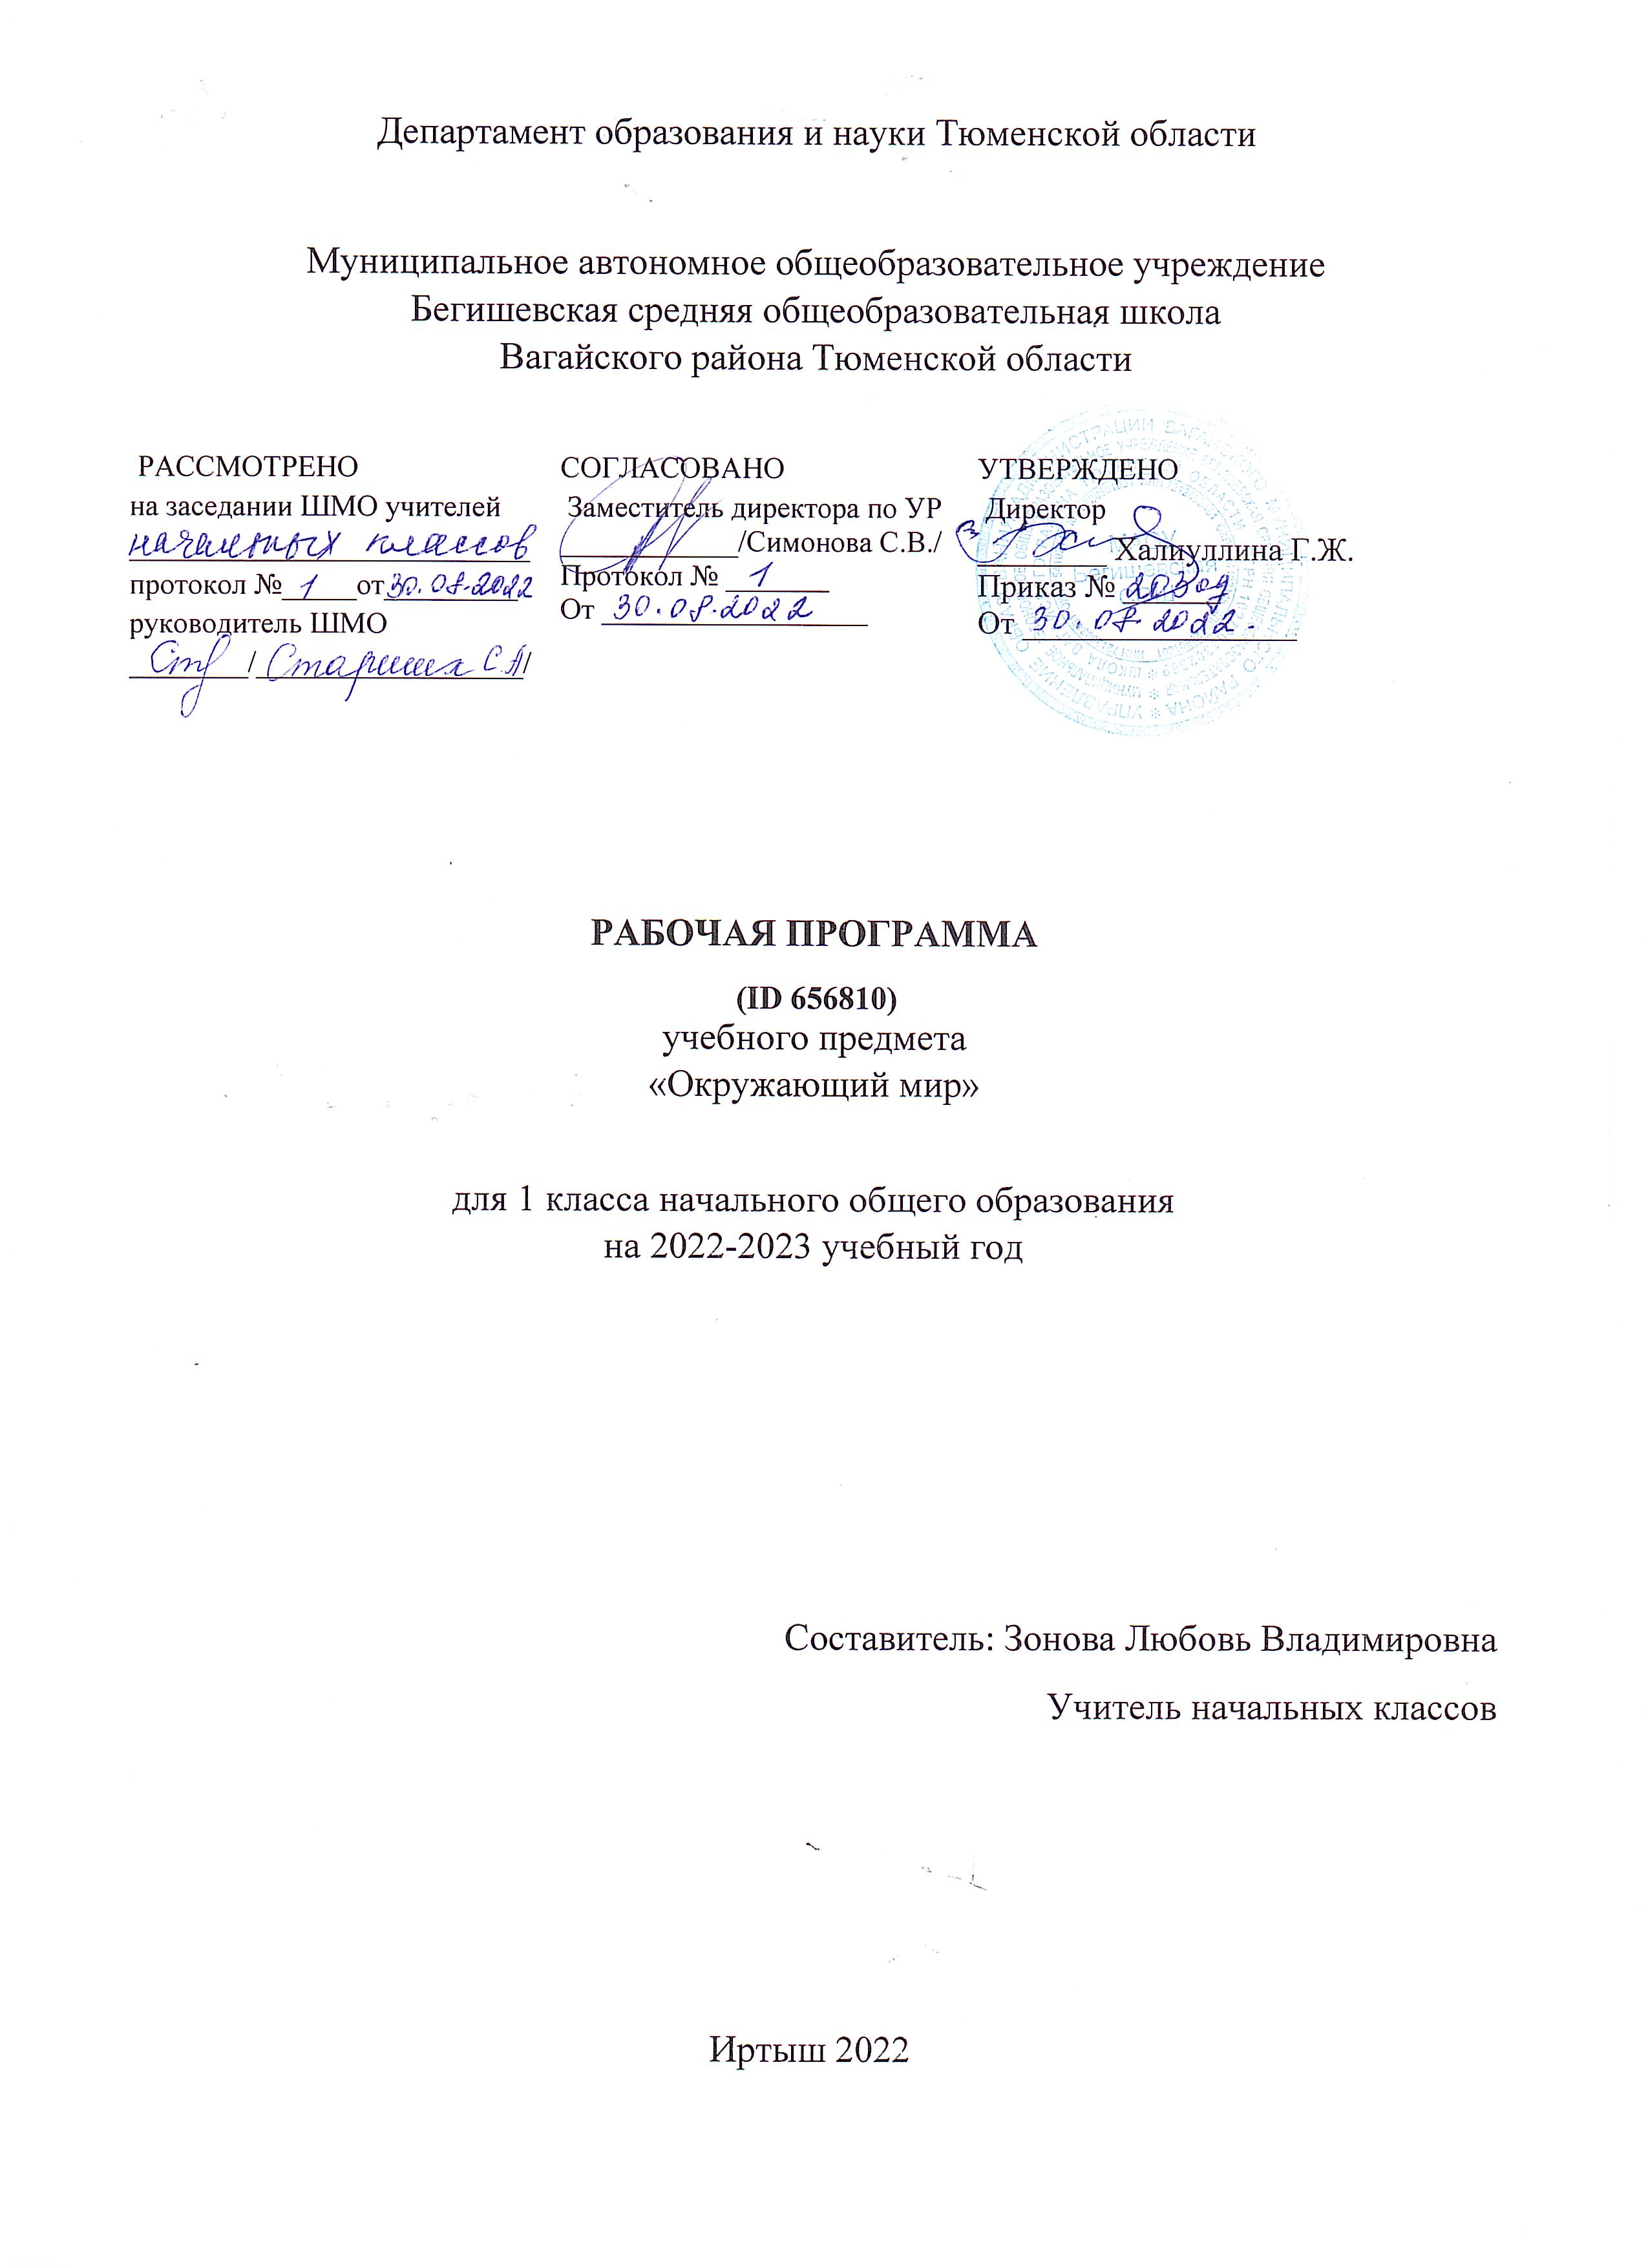 Департамент образования и науки Тюменской области
Муниципальное автономное общеобразовательное учреждение
Бегишевская средняя общеобразовательная школа
Вагайского района Тюменской области
РАССМОТРЕНО
на заседании ШМО учителей
начальных классов
протокол № 1 от 30.08.2022
руководитель ШМО
/ Старших С.А/
СОГЛАСОВАНО
Заместитель директора по УР
/Симонова С.В./
Протокол № 1
От 30.08.2022
УТВЕРЖДЕНО
Директор
Халиуллина Г.Ж.
Приказ № 203 од
От 30.08.2022.
РАБОЧАЯ ПРОГРАММА
(ID 656810)
учебного предмета
«Окружающий мир»
для 1 класса начального общего образования
на 2022-2023 учебный год
Составитель: Зонова Любовь Владимировна
Учитель начальных классов
Иртыш 2022